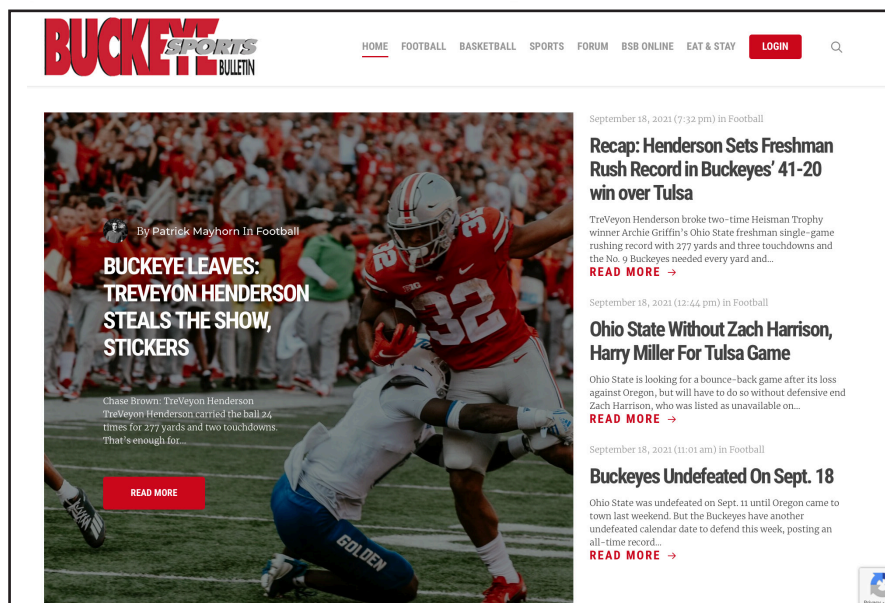 BUCKEYE
SPORTS
BULLETIN
HOME FOOTBALL BASKETBALL SPORTS FORUM BSB ONLINE EAT & STAY LOGIN
By Patrick Mayhorn In Football
BUCKEYE LEAVES:
TREVEYON HENDERSON
STEALS THE SHOW,
STICKERS
Chase Brown: TreVeyon Henderson
TreVeyon Henderson carried the ball 24
times for 277 yards and two touchdowns.
That's enough for...
READ MORE
32
32
GOLDEN
September 18, 2021 (7:32 pm) in Football
Recap: Henderson Sets Freshman
Rush Record in Buckeyes' 41-20
win over Tulsa
TreVeyon Henderson broke two-time Heisman Trophy
winner Archie Griffin's Ohio State freshman single-game
rushing record with 277 yards and three touchdowns and
the No. 9 Buckeyes needed every yard and...
READ MORE →
September 18, 2021 (12:44 pm) in Football
Ohio State Without Zach Harrison,
Harry Miller For Tulsa Game
Ohio State is looking for a bounce-back game after its loss
against Oregon, but will have to do so without defensive end
Zach Harrison, who was listed as unavailable on...
READ MORE →
September 18, 2021 (11:01 am) in Football
Buckeyes Undefeated On Sept. 18
Ohio State was undefeated on Sept. 11 until Oregon came to
town last weekend. But the Buckeyes have another
undefeated calendar date to defend this week, posting an
all-time record...
READ MORE →